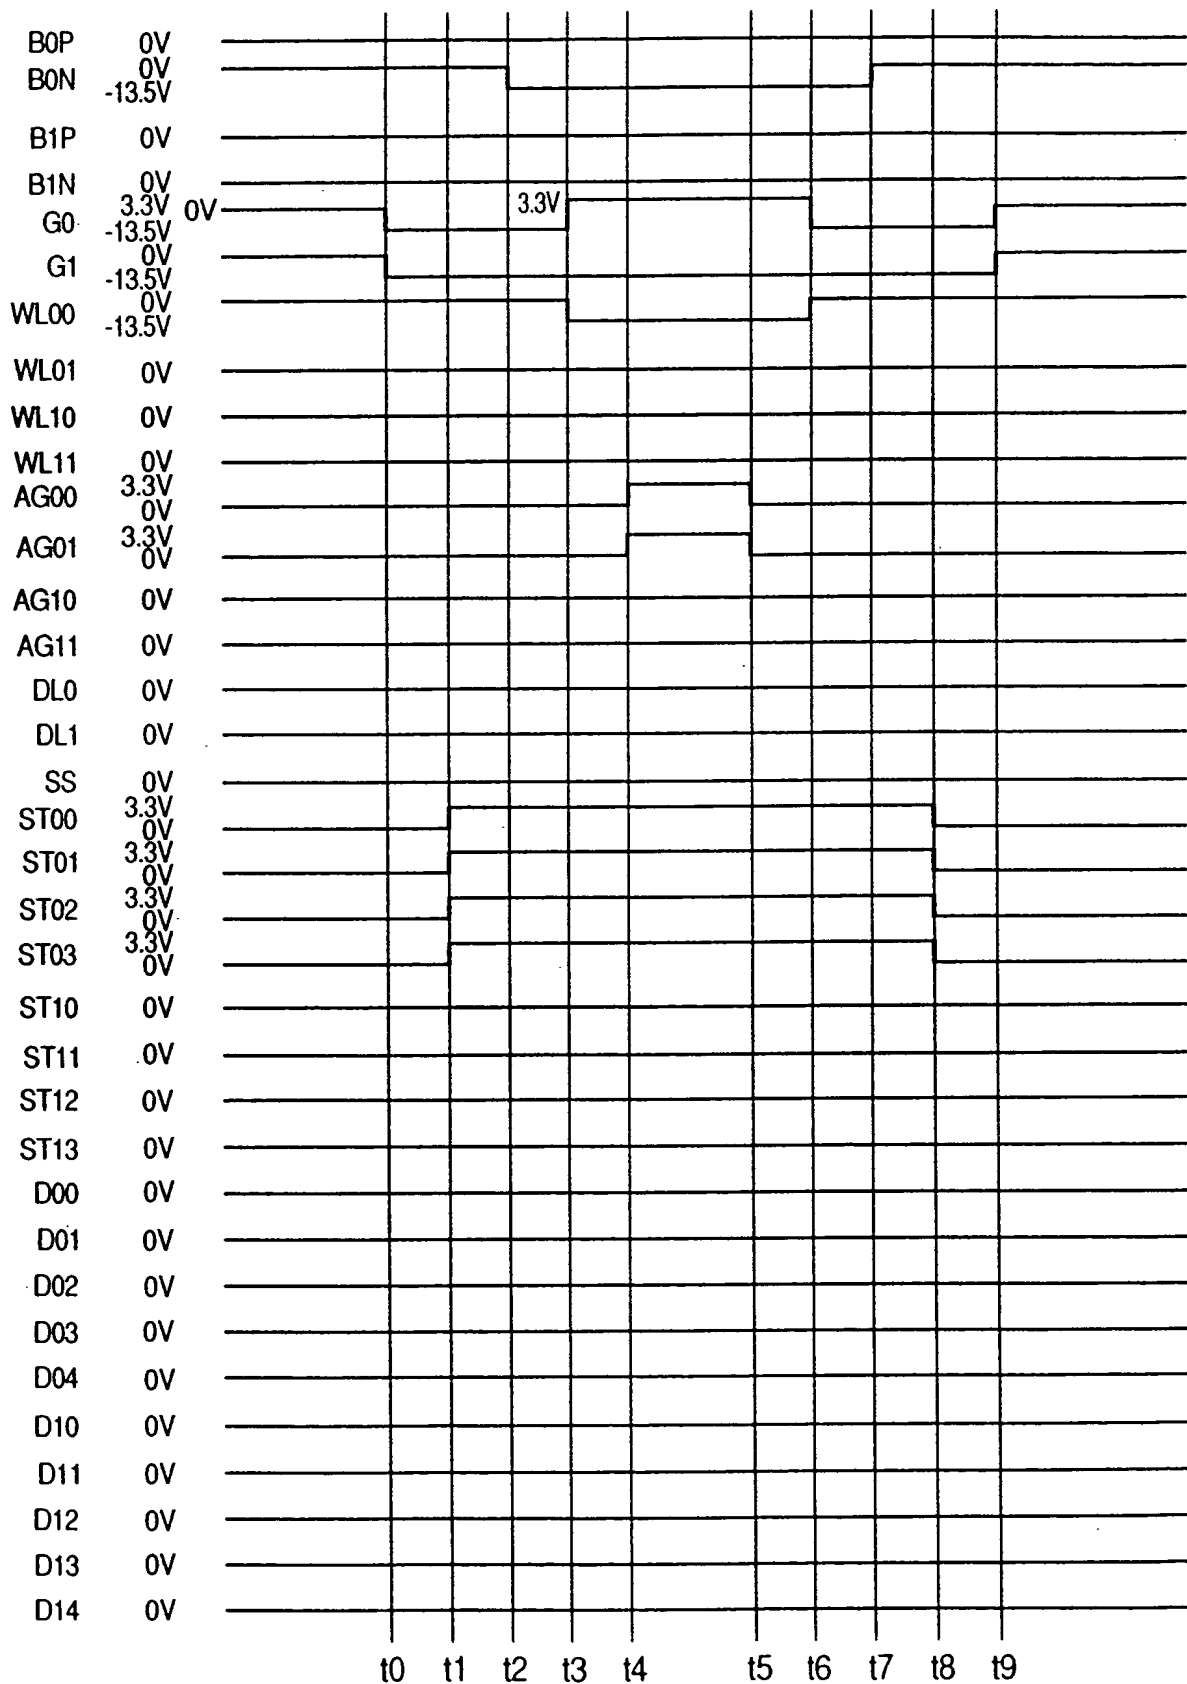 B0P 0V
B0N 0V
-13.5V
B1P 0V
B1N 0V
G0 3.3V 0V
-13.5V
3.3V
G1 0V
-13.5V
WL00 0V
-13.5V
WL01 0V
WL10 0V
WL11 0V
AG00 3.3V
0V
AG01 3.3V
0V
AG10 0V
AG11 0V
DL0 0V
DL1 0V
SS 0V
ST00 3.3V
0V
ST01 3.3V
0V
ST02 3.3V
0V
ST03 3.3V
0V
ST10 0V
ST11 0V
ST12 0V
ST13 0V
D00 0V
D01 0V
D02 0V
D03 0V
D04 0V
D10 0V
D11 0V
D12 0V
D13 0V
D14 0V
t0 t1 t2 t3 t4 t5 t6 t7 t8 t9